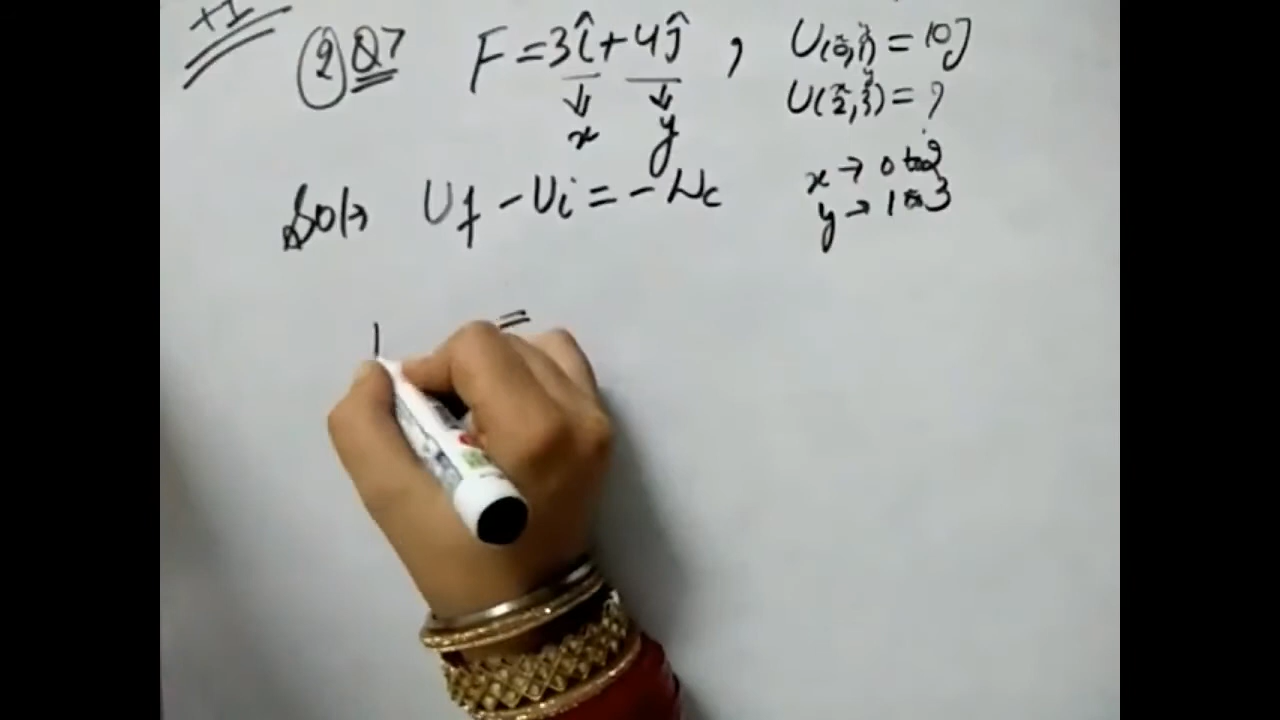 +1
② Q7 F = 3î + 4ĵ , U(0,1) = 10J
x y U(2,3) = ?
x → 0 to 2
Sol→ Uf - Ui = - Wc y → 1 to 3
=